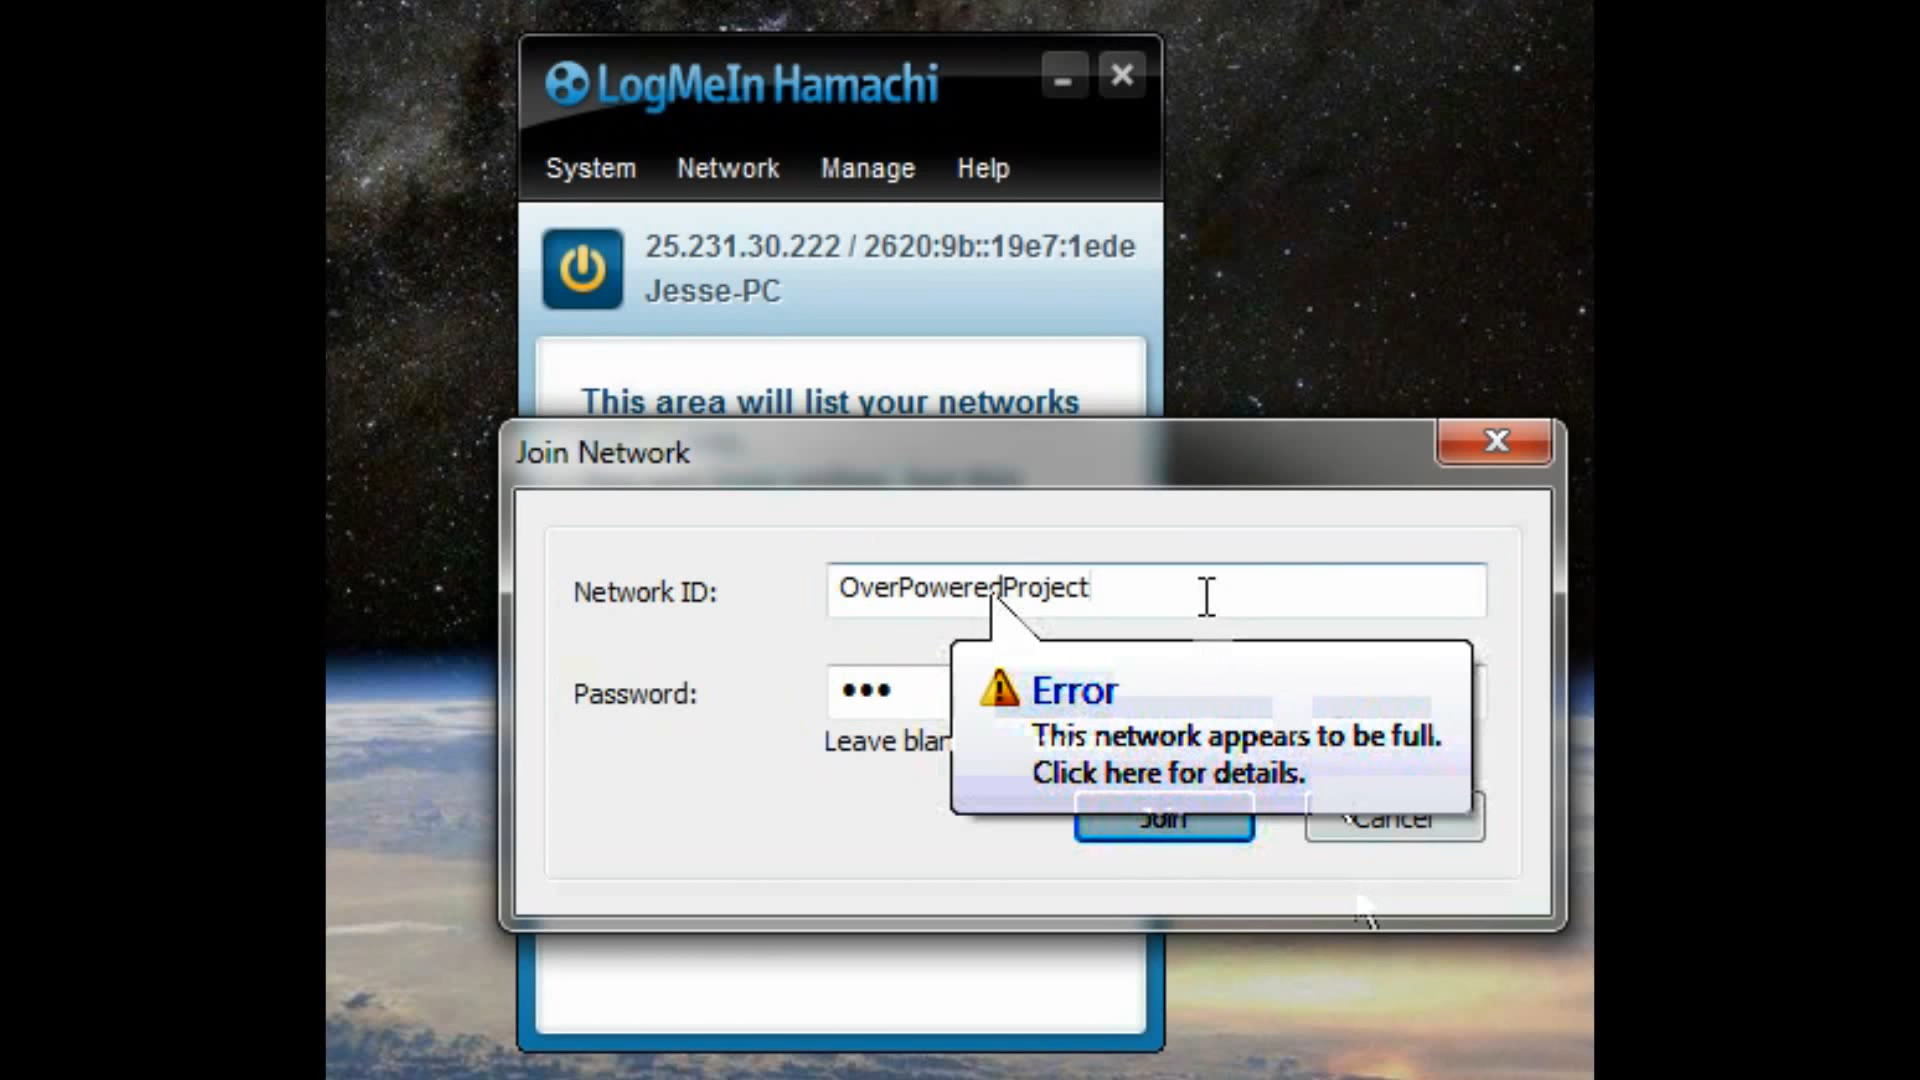 LogMeIn Hamachi
System Network Manage Help
25.231.30.222 / 2620:9b::19e7:1ede
Jesse-PC
This area will list your networks
Join Network
Network ID: OverPoweredProject
Error
Password: •••
This network appears to be full.
Leave
Click here for details.
Join Cancel